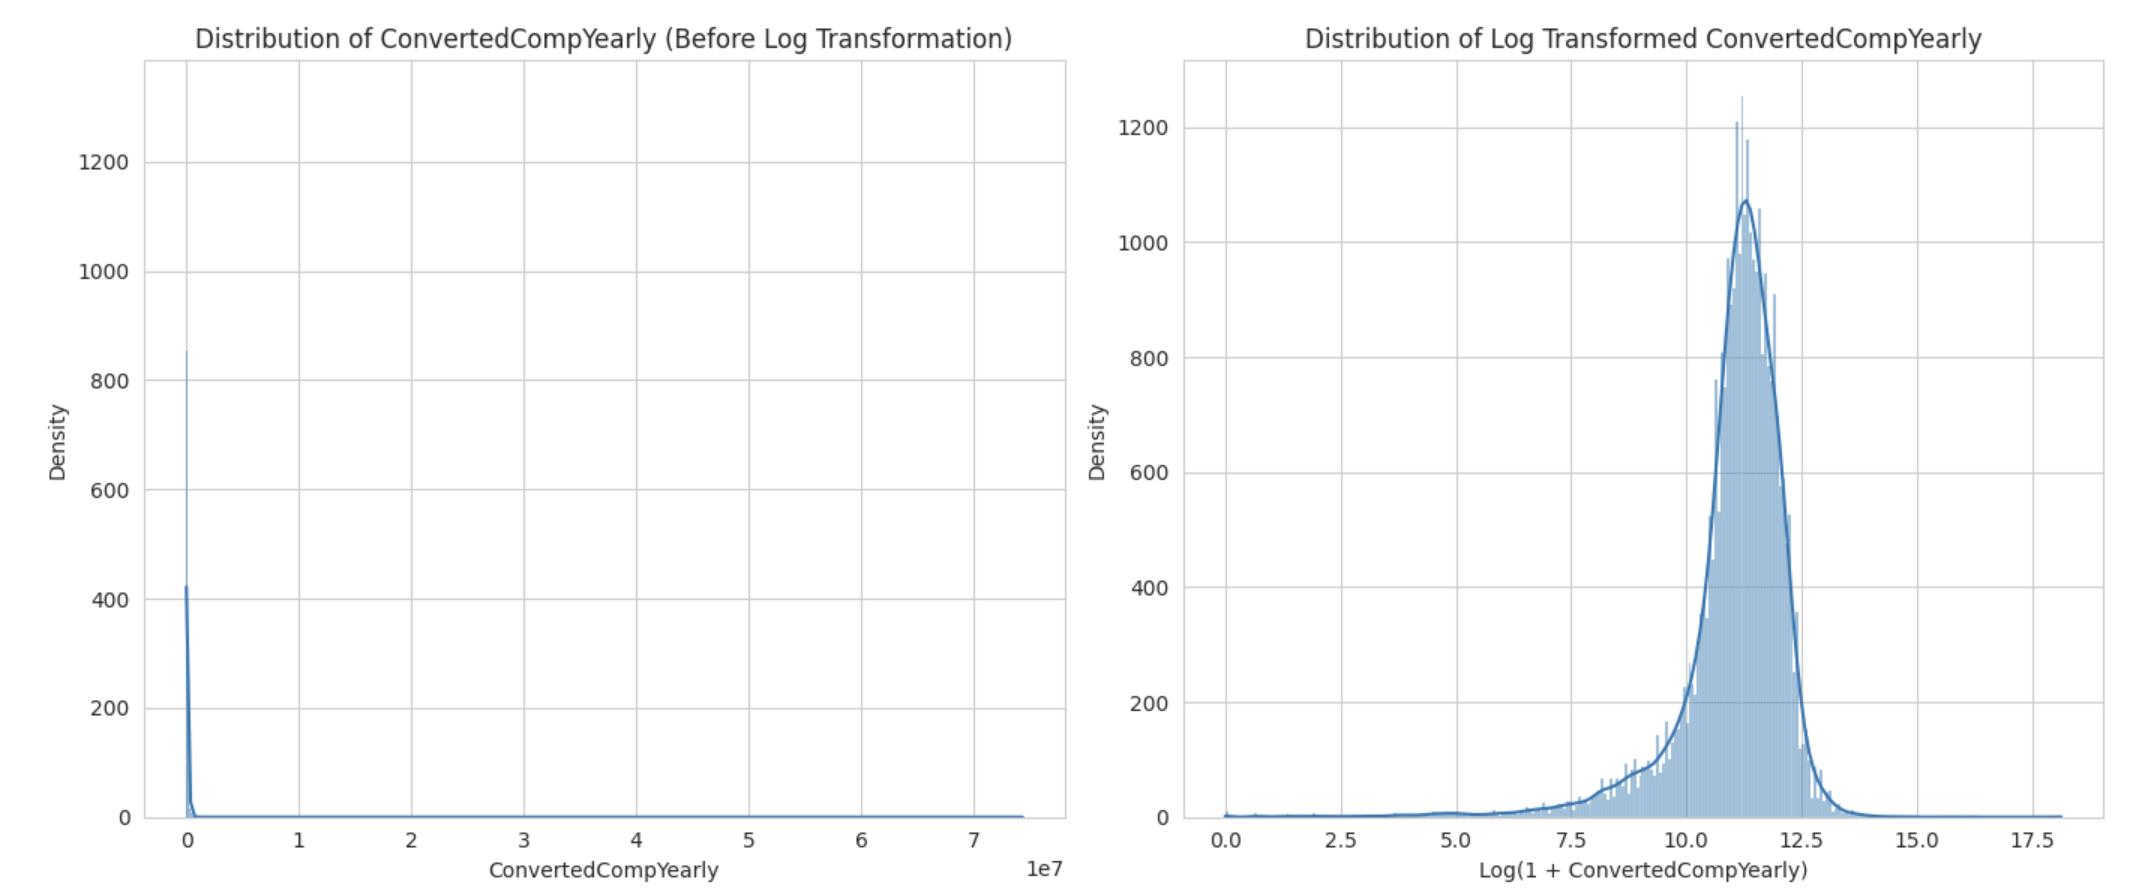 Distribution of ConvertedCompYearly (Before Log Transformation)
1200
1000
800
600
400
200
0
Density
0 1 2 3 4 5 6 7
1e7
ConvertedCompYearly
Distribution of Log Transformed ConvertedCompYearly
1200
1000
800
600
400
200
0
Density
0.0 2.5 5.0 7.5 10.0 12.5 15.0 17.5
Log(1 + ConvertedCompYearly)